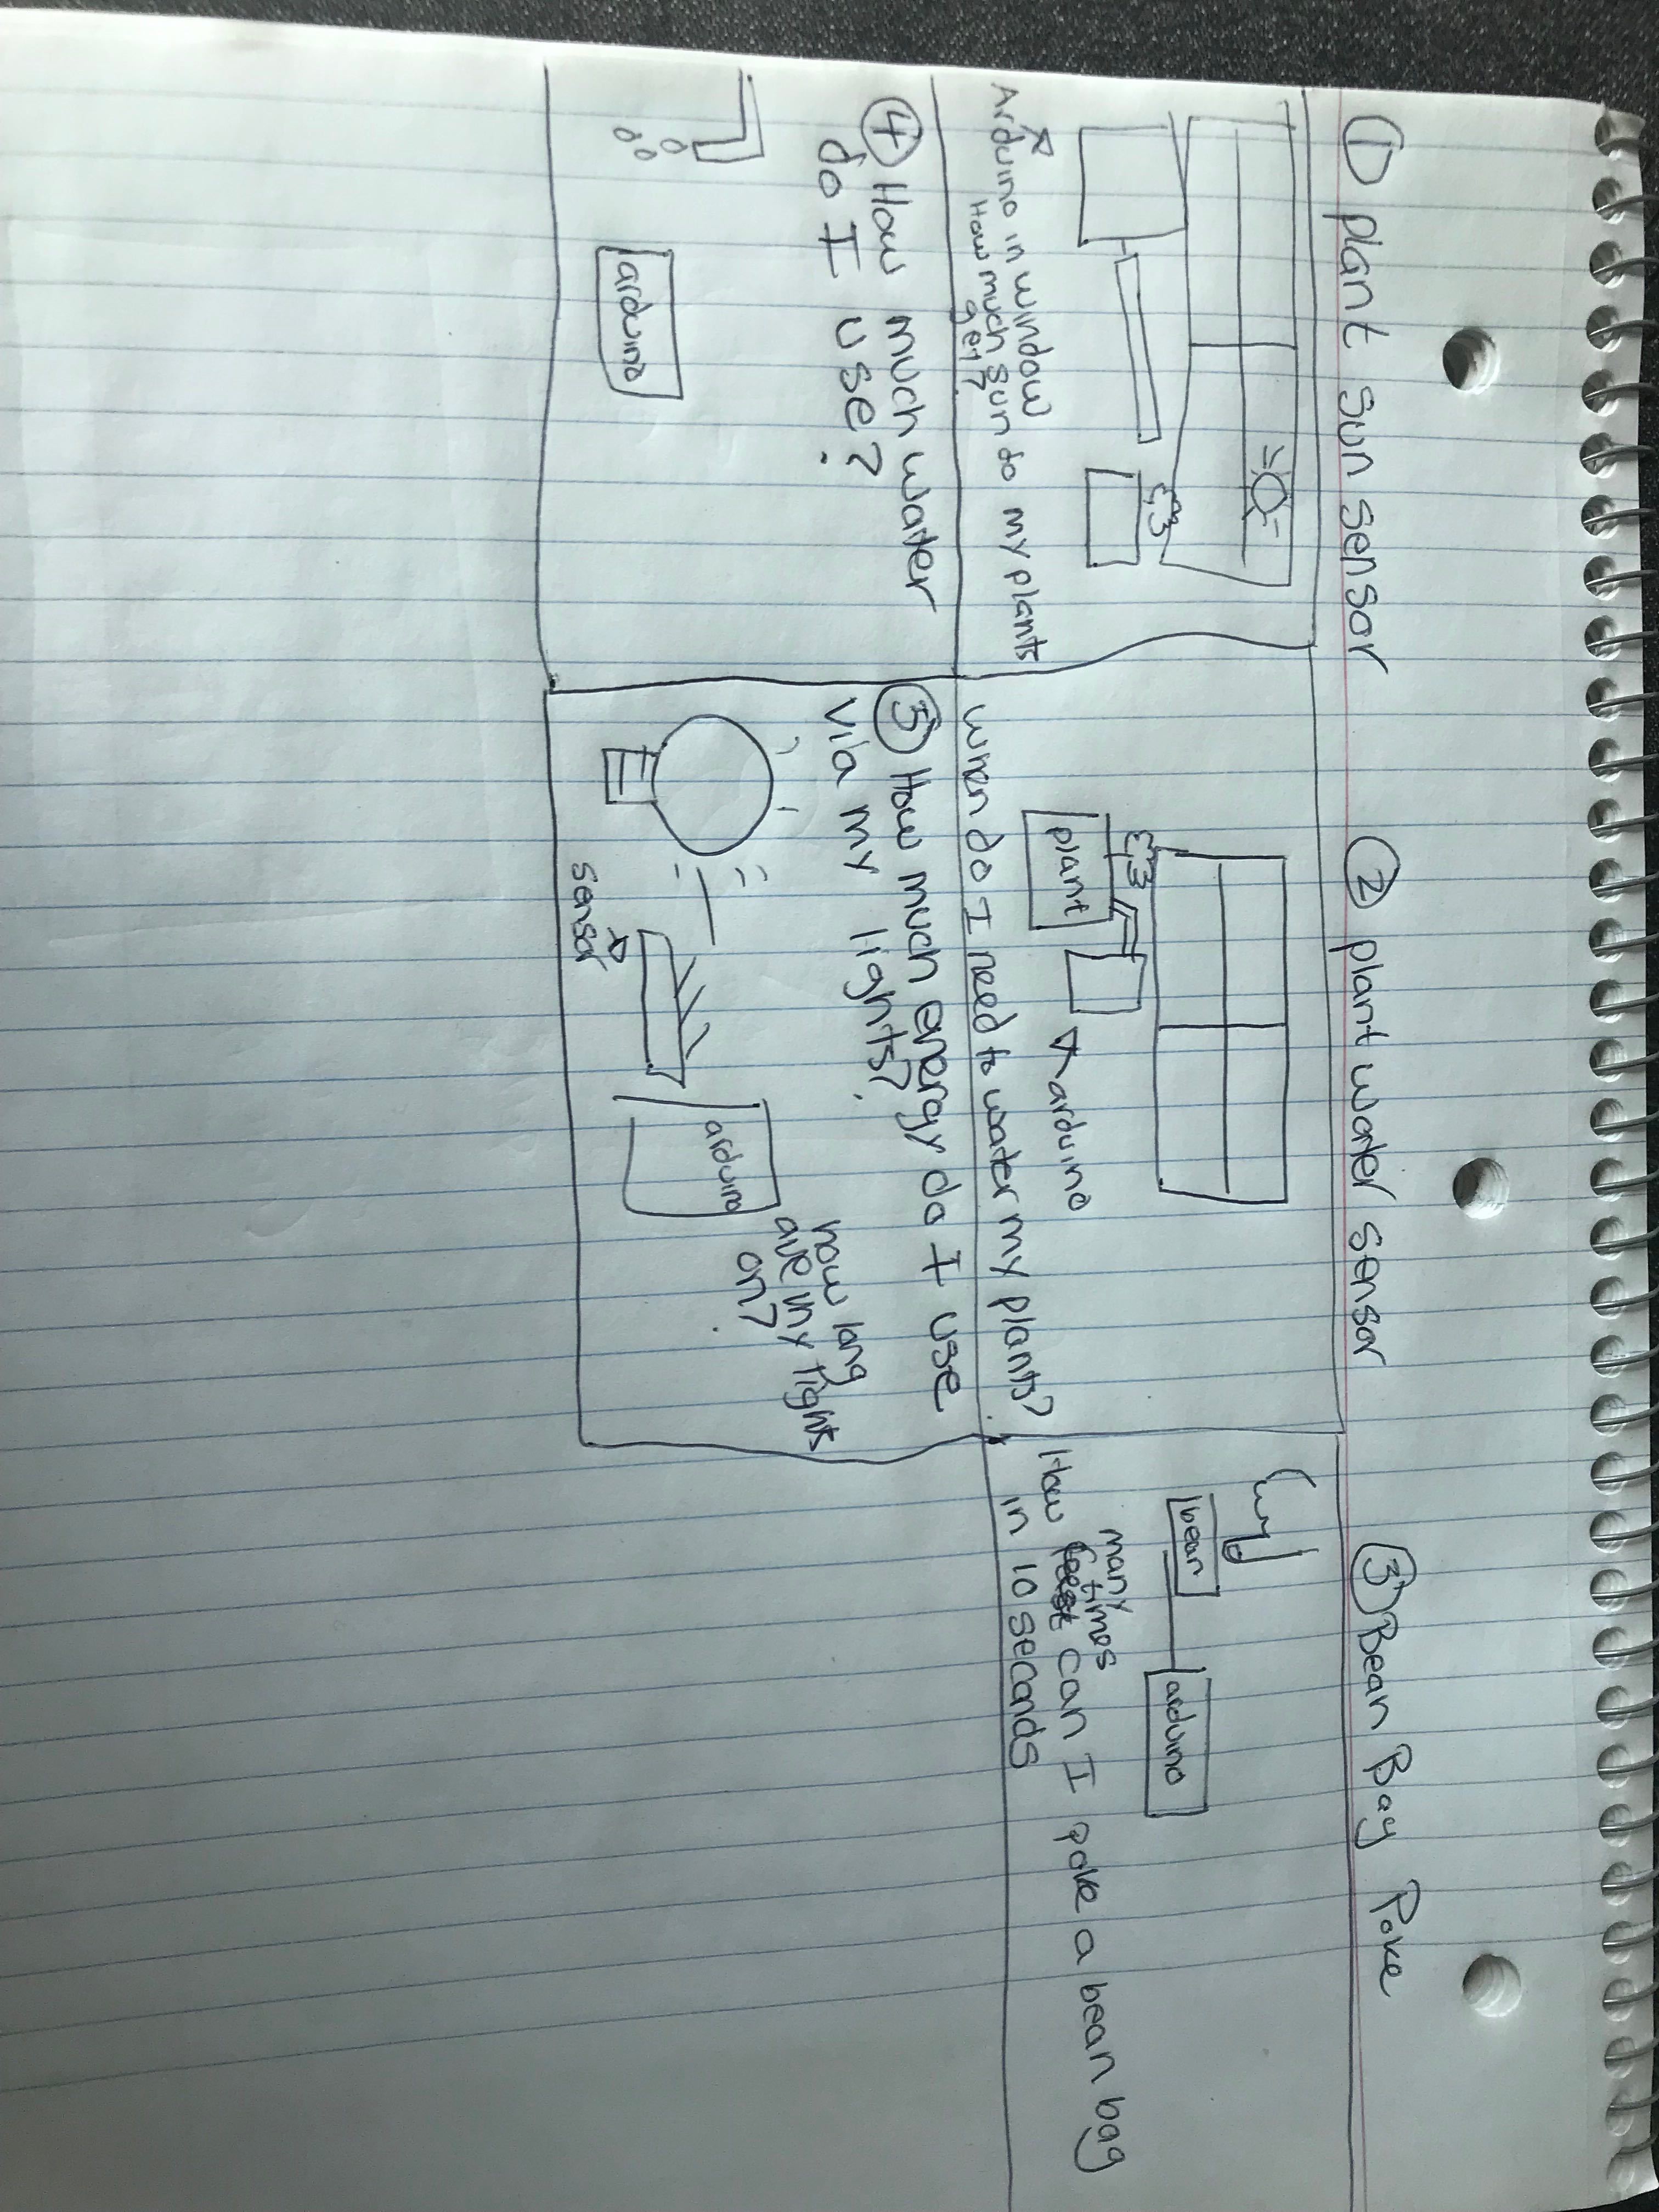 ① plant sun sensor
Arduino in window
How much sun do my plants
get?
② plant water sensor
plant
arduino
When do I need to water my plants?
③ Bean Bag Poke
bean
arduino
many
times
How can I poke a bean bag
in 10 seconds
④ How much water
do I use?
arduino
⑤ How much energy do I use
via my lights?
how long
are my lights
on?
arduino
sensor